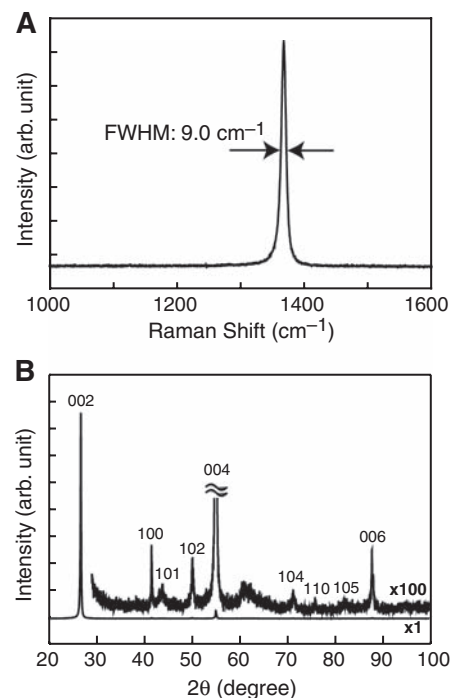 A
Intensity (arb. unit)
FWHM: 9.0 cm⁻¹
1000 1200 1400 1600
Raman Shift (cm⁻¹)
B
Intensity (arb. unit)
002
004
100
101
102
104
110
105
006
x100
x1
20 30 40 50 60 70 80 90 100
2θ (degree)